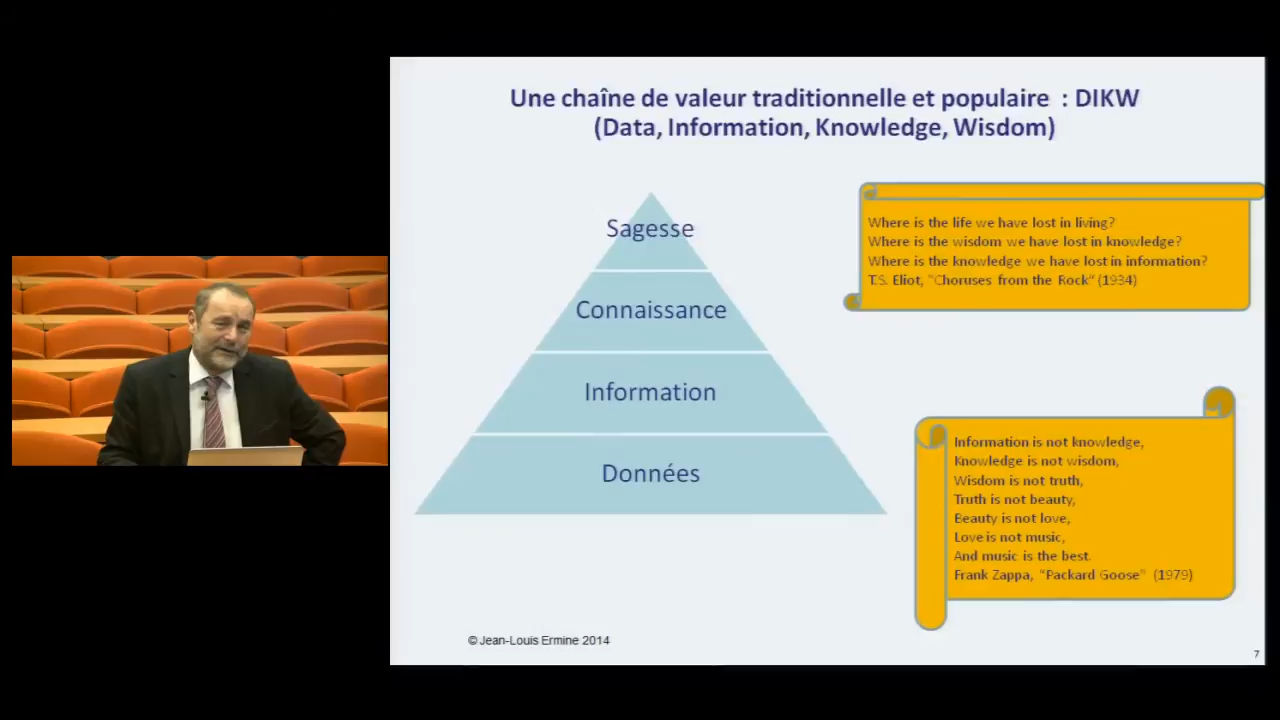 Une chaîne de valeur traditionnelle et populaire : DIKW
(Data, Information, Knowledge, Wisdom)
Sagesse
Connaissance
Information
Données
Where is the life we have lost in living?
Where is the wisdom we have lost in knowledge?
Where is the knowledge we have lost in information?
T.S. Eliot, "Choruses from the Rock" (1934)
Information is not knowledge,
Knowledge is not wisdom,
Wisdom is not truth,
Truth is not beauty,
Beauty is not love,
Love is not music,
And music is the best.
Frank Zappa, "Packard Goose" (1979)
© Jean-Louis Ermine 2014
7